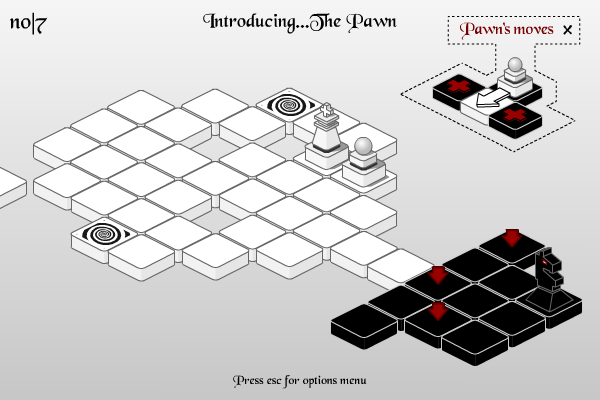 no|7
Introducing...The Pawn
Pawn's moves x
Press esc for options menu